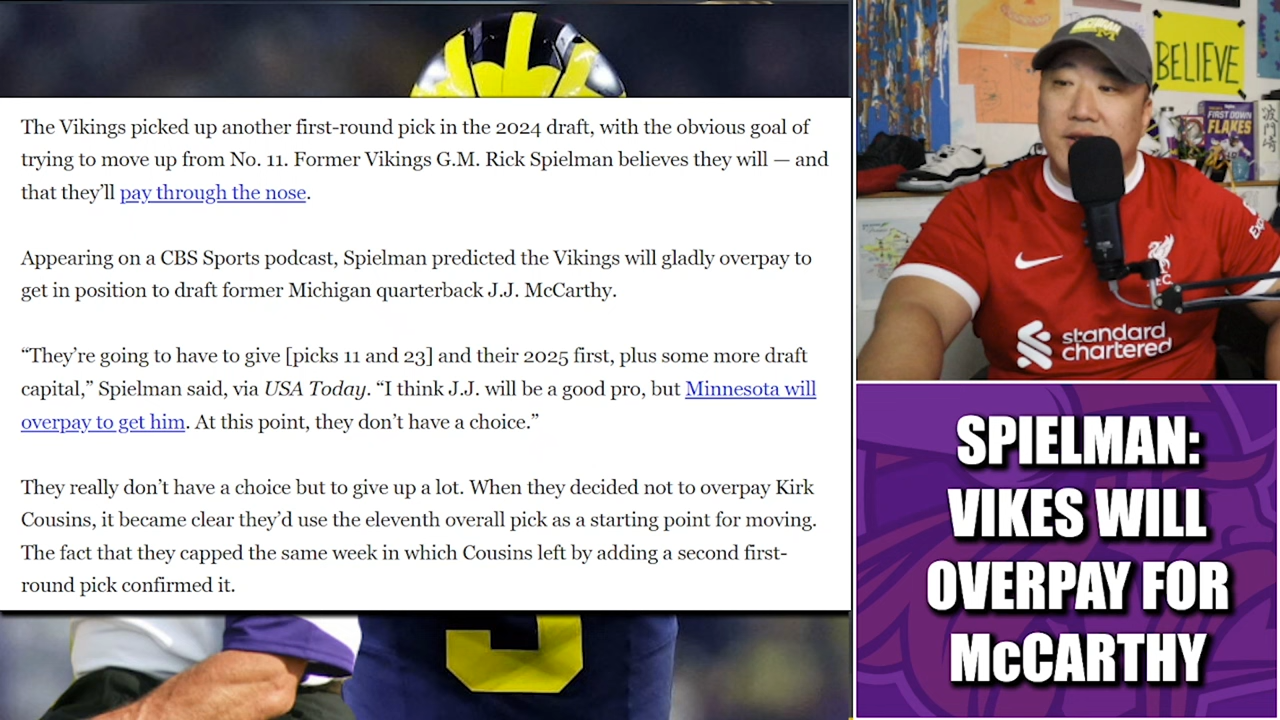 The Vikings picked up another first-round pick in the 2024 draft, with the obvious goal of
trying to move up from No. 11. Former Vikings G.M. Rick Spielman believes they will — and
that they’ll pay through the nose.
Appearing on a CBS Sports podcast, Spielman predicted the Vikings will gladly overpay to
get in position to draft former Michigan quarterback J.J. McCarthy.
“They’re going to have to give [picks 11 and 23] and their 2025 first, plus some more draft
capital,” Spielman said, via USA Today. “I think J.J. will be a good pro, but Minnesota will
overpay to get him. At this point, they don’t have a choice.”
They really don’t have a choice but to give up a lot. When they decided not to overpay Kirk
Cousins, it became clear they’d use the eleventh overall pick as a starting point for moving.
The fact that they capped the same week in which Cousins left by adding a second first-
round pick confirmed it.
BELIEVE
FIRST DOWN
FLAKES
standard
chartered
SPIELMAN:
VIKES WILL
OVERPAY FOR
McCARTHY